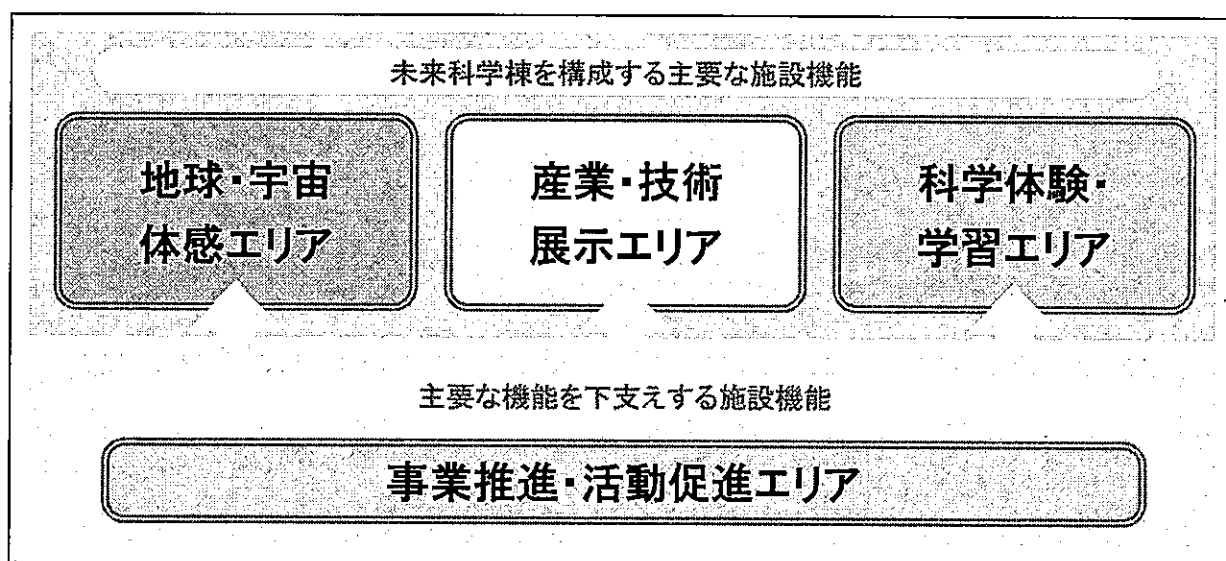 未来科学棟を構成する主要な施設機能
地球・宇宙
体感エリア
産業・技術
展示エリア
科学体験・
学習エリア
主要な機能を下支えする施設機能
事業推進・活動促進エリア